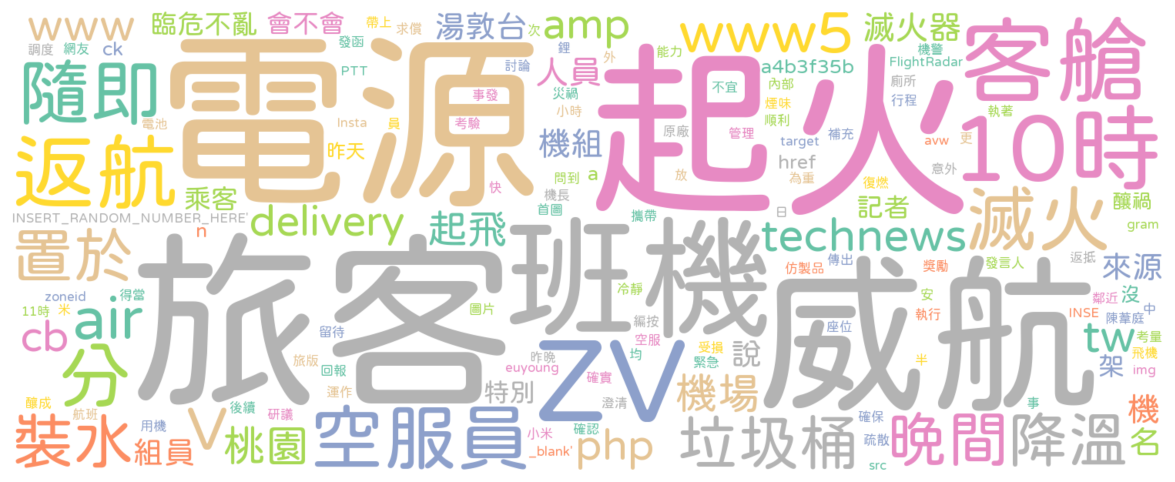 www 臨危不亂 會不會 帶上 求償 湯敦台 次 amp www5 滅火器 客艙
調度 網友 ck 發函 PTT 討論 外 能力 a4b3f35b 機警 FlightRadar
隨即 電源 事發 人員 災禍 小時 起火 不宜 內部 廁所 行程 執著 10時
電池 Insta 員 考驗 機組 原廠 管理 煙味 順利 target 補充 avw 更
返航 昨天 乘客 快 機長 問到 a 放 href 為重 復燃 意外 滅火
INSERT_RANDOM_NUMBER_HERE' n delivery 起飛 首圖 攜帶 日 記者 釀禍 gram
置於 旅客 班機 technews 傳出 仿製品 獎勵 發言人 返抵 來源
zoneid 得當 11時 米 air 圖片 冷靜 編按 威航 安 執行 鄰近 沒 INSE 陳葦庭 中
cb 留待 昨晚 euyoung ZV 均 空服 受損 緊急 說 座位 tw 考量
分 旅版 回報 運作 特別 確實 澄清 機場 半 架 飛機 img
釀成 航班 用機 V 後續 研議 桃園 空服員 小米 確認 _blank' php 垃圾桶 確保 疏散 src 晚間 事 降溫 機 名
裝水 組員 鋰